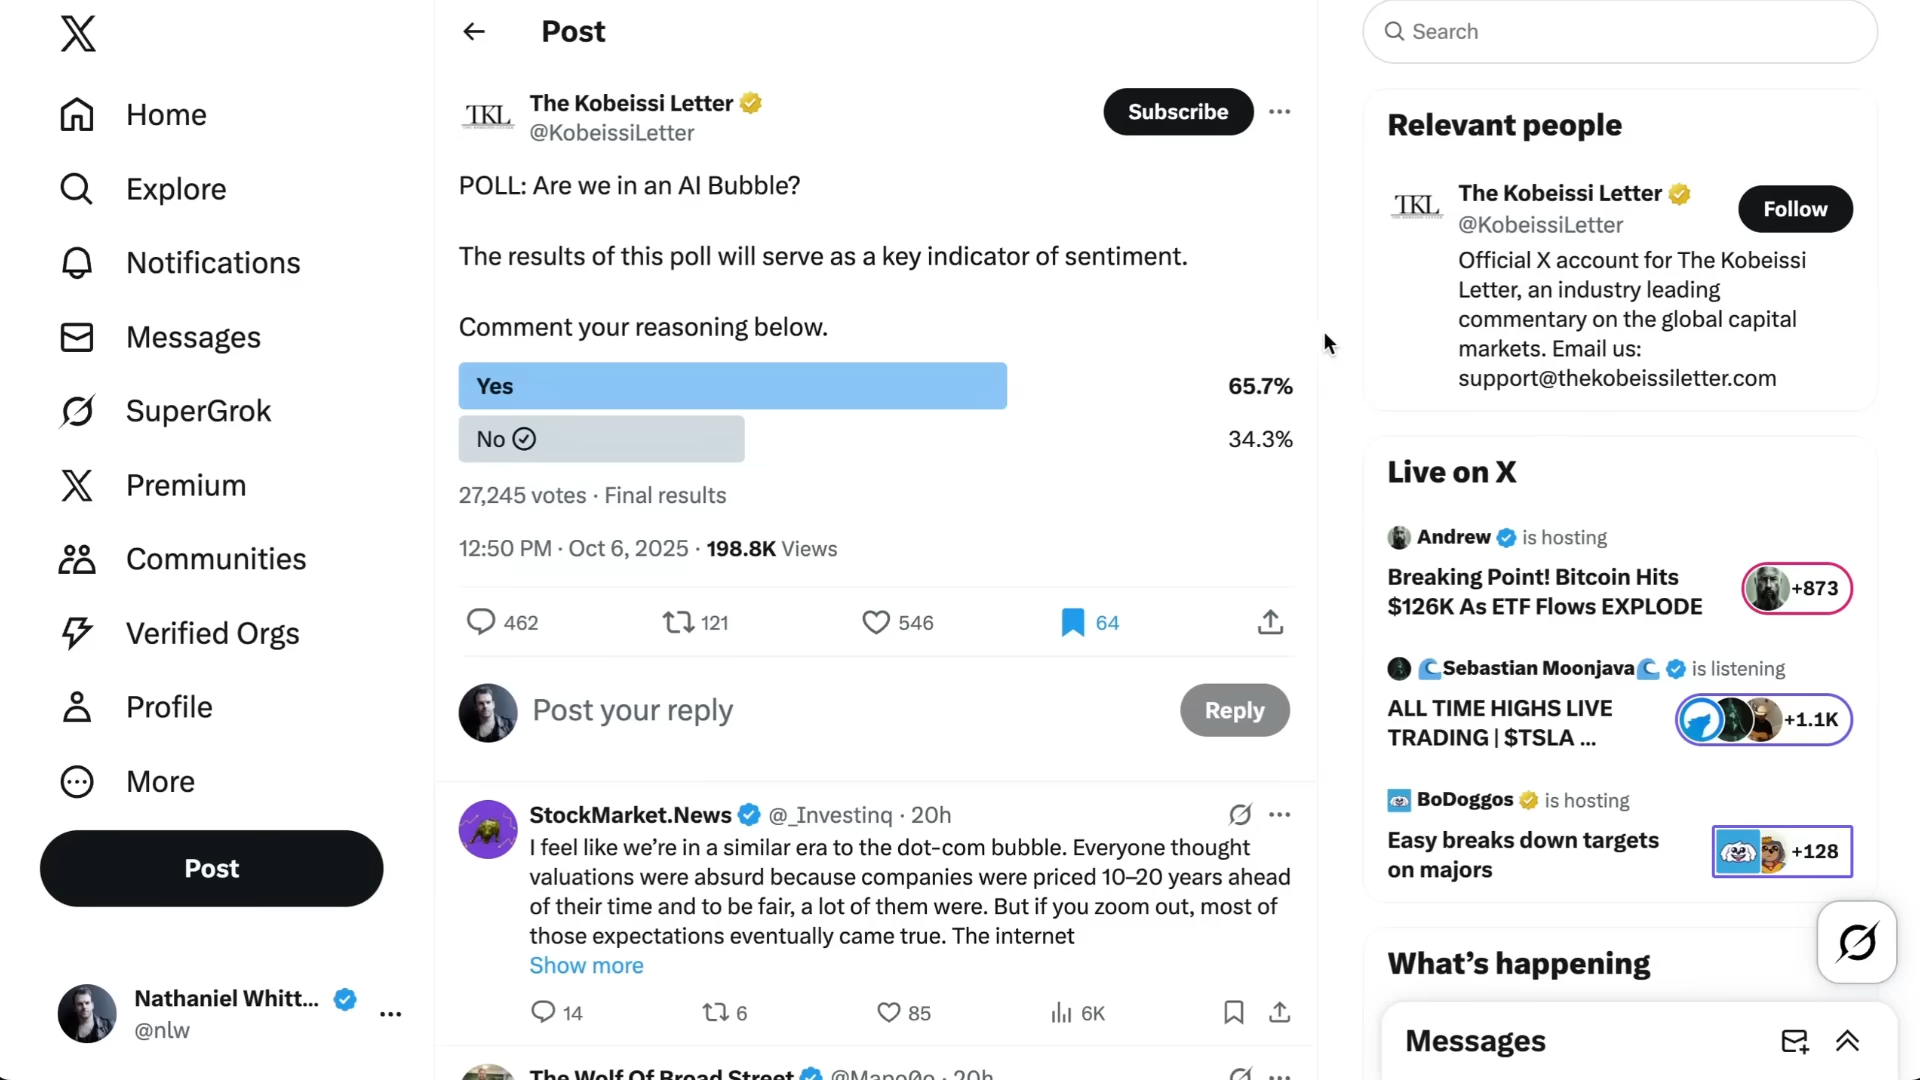 Home
Explore
Notifications
Messages
SuperGrok
Premium
Communities
Verified Orgs
Profile
More
Post
Nathaniel Whitt...
@nlw
Post
TKL
The Kobeissi Letter
@KobeissiLetter
Subscribe
POLL: Are we in an AI Bubble?
The results of this poll will serve as a key indicator of sentiment.
Comment your reasoning below.
Yes 65.7%
No 34.3%
27,245 votes · Final results
12:50 PM · Oct 6, 2025 · 198.8K Views
462 121 546 64
Post your reply
Reply
StockMarket.News @_Investinq · 20h
I feel like we’re in a similar era to the dot-com bubble. Everyone thought
valuations were absurd because companies were priced 10–20 years ahead
of their time and to be fair, a lot of them were. But if you zoom out, most of
those expectations eventually came true. The internet
Show more
14 6 85 6K
The Wolf Of Broad Street @Mapo0o · 20h
Search
Relevant people
TKL
The Kobeissi Letter
@KobeissiLetter
Follow
Official X account for The Kobeissi
Letter, an industry leading
commentary on the global capital
markets. Email us:
support@thekobeissiletter.com
Live on X
Andrew is hosting
Breaking Point! Bitcoin Hits
$126K As ETF Flows EXPLODE
+873
Sebastian Moonjava is listening
ALL TIME HIGHS LIVE
TRADING | $TSLA ...
+1.1K
BoDoggos is hosting
Easy breaks down targets
on majors
+128
What’s happening
Messages